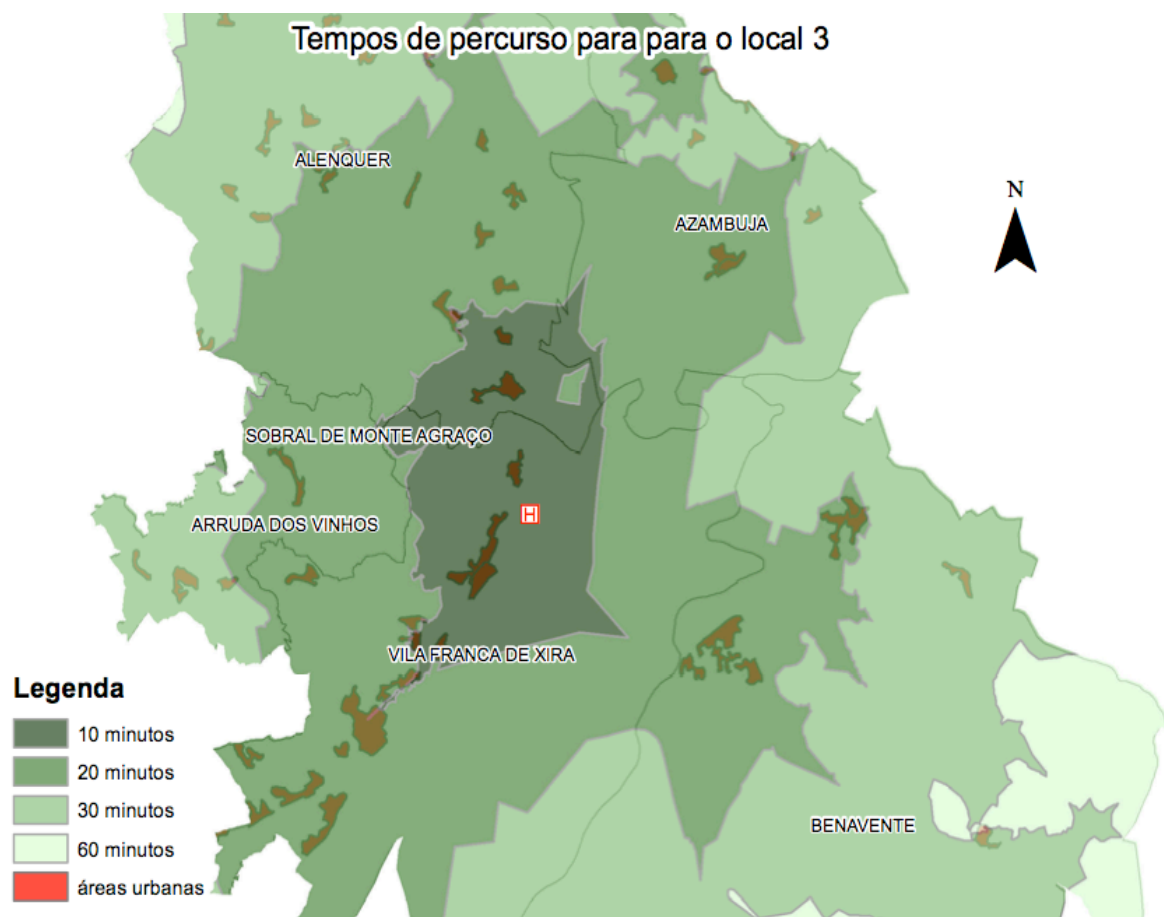 Tempos de percurso para para o local 3
ALENQUER
N
AZAMBUJA
SOBRAL DE MONTE AGRAÇO
H
ARRUDA DOS VINHOS
VILA FRANCA DE XIRA
BENAVENTE
Legenda
10 minutos
20 minutos
30 minutos
60 minutos
áreas urbanas